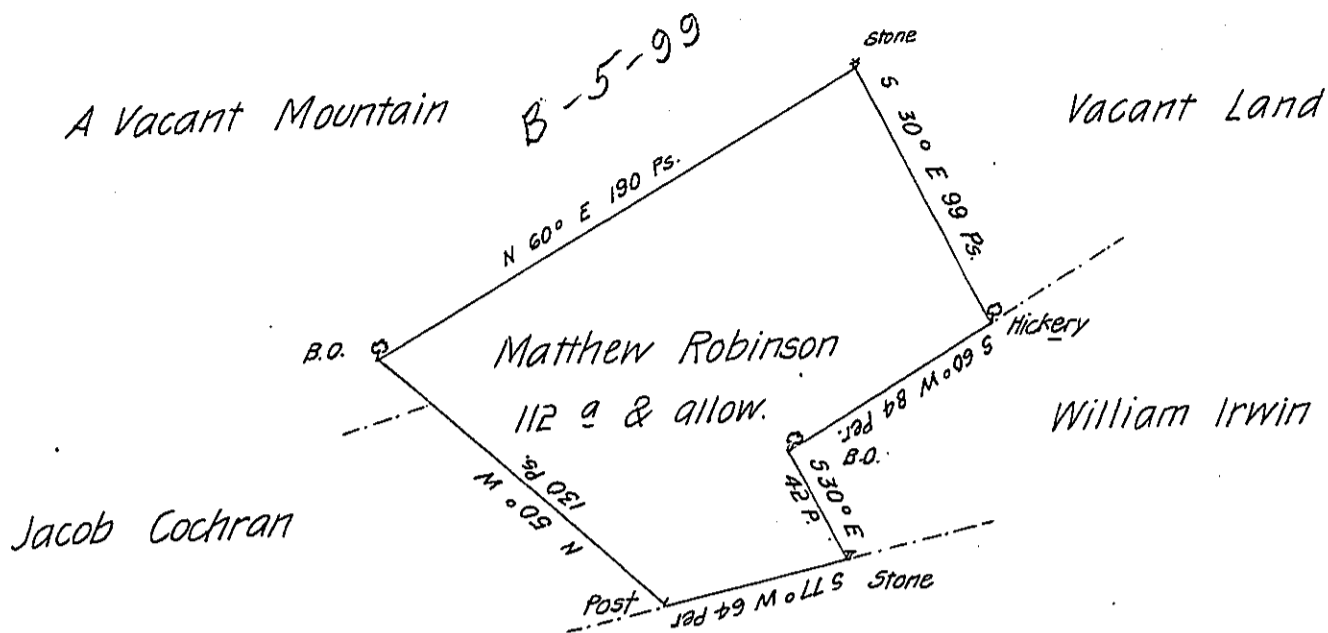 B-5-99
Stone
A Vacant Mountain
Vacant Land
N 60° E 190 Ps.
S 30° E 99 Ps.
B.O.
Hickery
Matthew Robinson
112 a & allow.
S 60° W 84 Per.
William Irwin
B.O.
S 30° E
42 P.
N 50° W
130 Ps.
Jacob Cochran
Stone
S 77° W 64 Per
Post